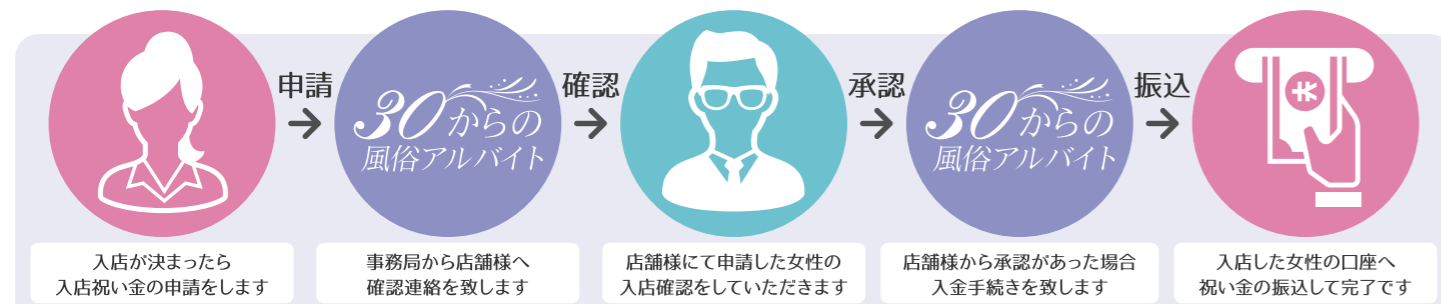 申請
確認
承認
振込
30からの
風俗アルバイト
30からの
風俗アルバイト
入店が決まったら
入店祝い金の申請をします
事務局から店舗様へ
確認連絡を致します
店舗様にて申請した女性の
入店確認をしていただきます
店舗様から承認があった場合
入金手続きを致します
入店した女性の口座へ
祝い金の振込して完了です